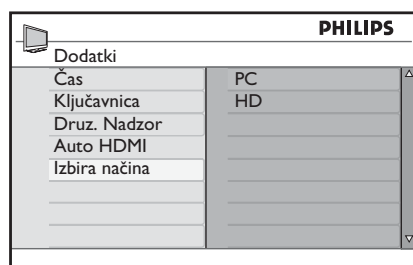 PHILIPS
Dodatki
Čas
PC
Ključavnica
HD
Druz. Nadzor
Auto HDMI
Izbira načina